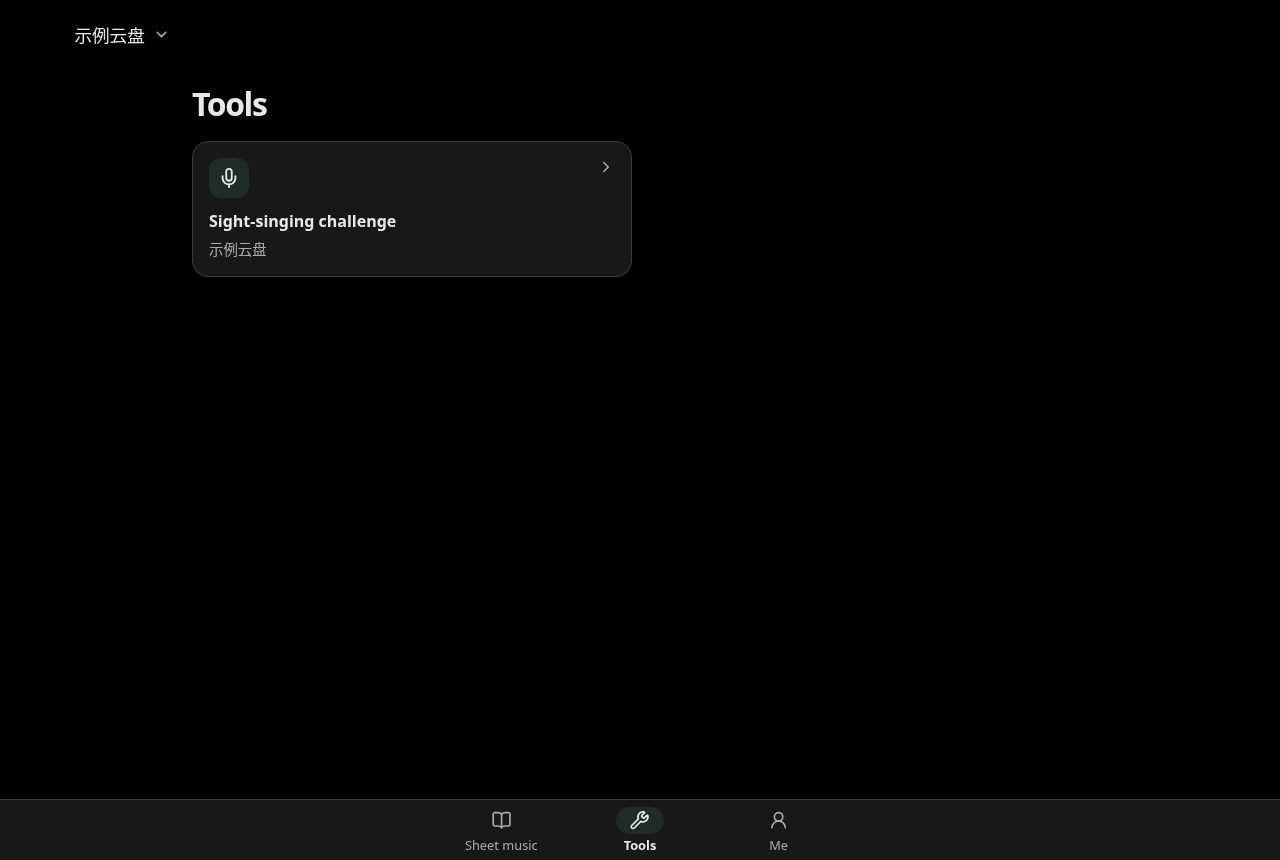 示例云盘
Tools
Sight-singing challenge
示例云盘
Sheet music
Tools
Me